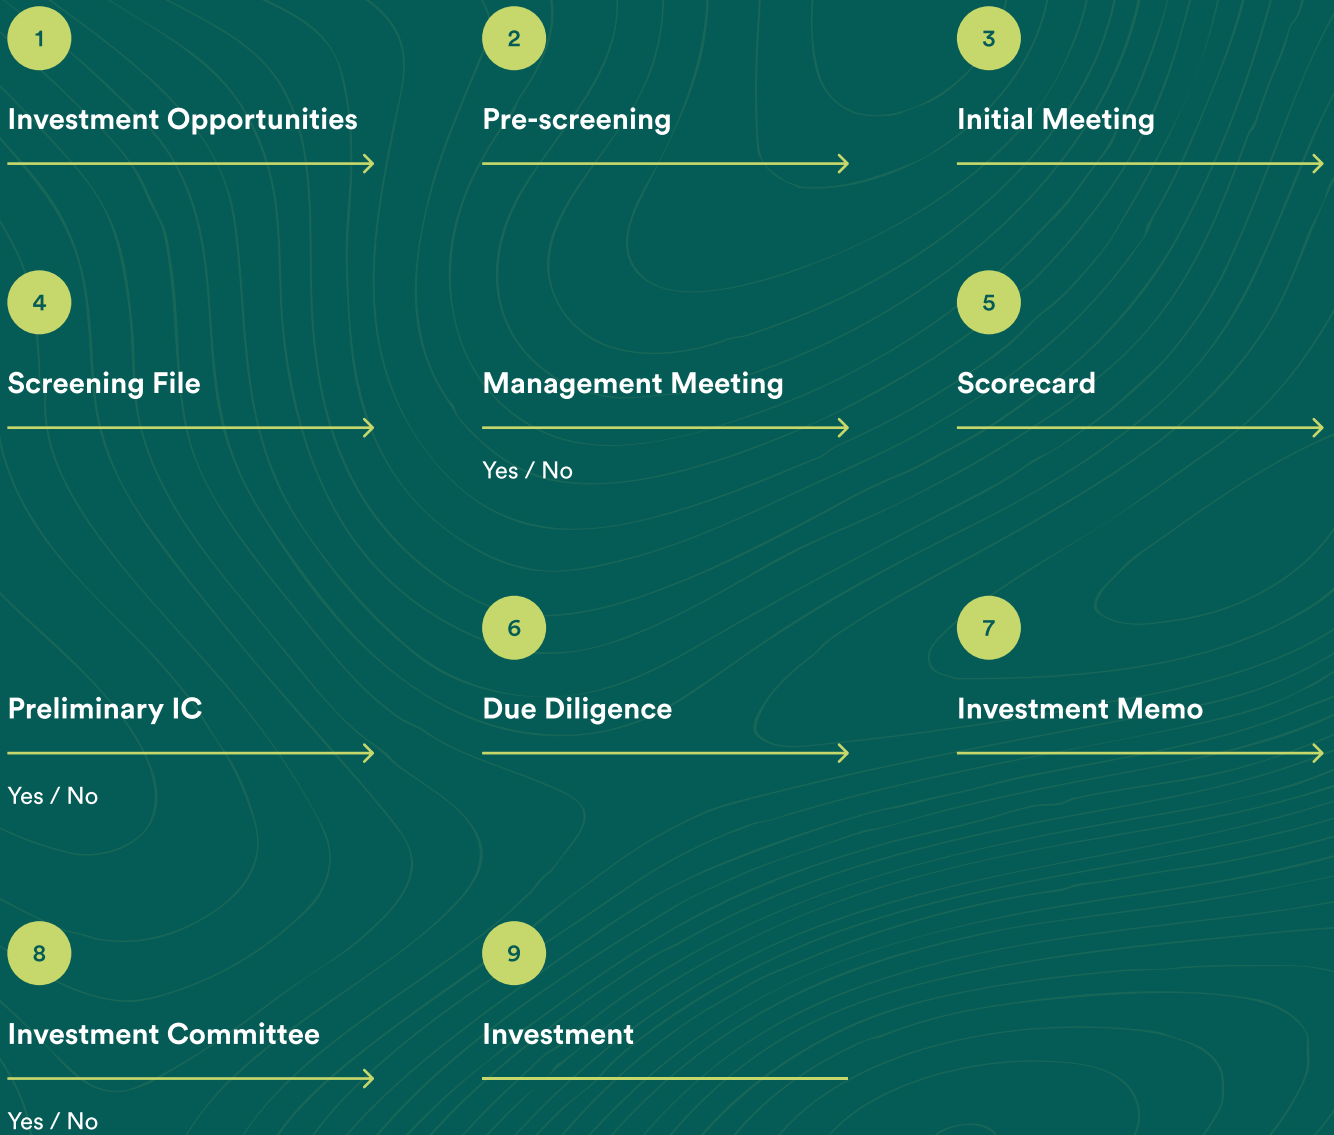 1
Investment Opportunities
2
Pre-screening
3
Initial Meeting
4
Screening File
Management Meeting
Yes / No
5
Scorecard
Preliminary IC
Yes / No
6
Due Diligence
7
Investment Memo
8
Investment Committee
Yes / No
9
Investment